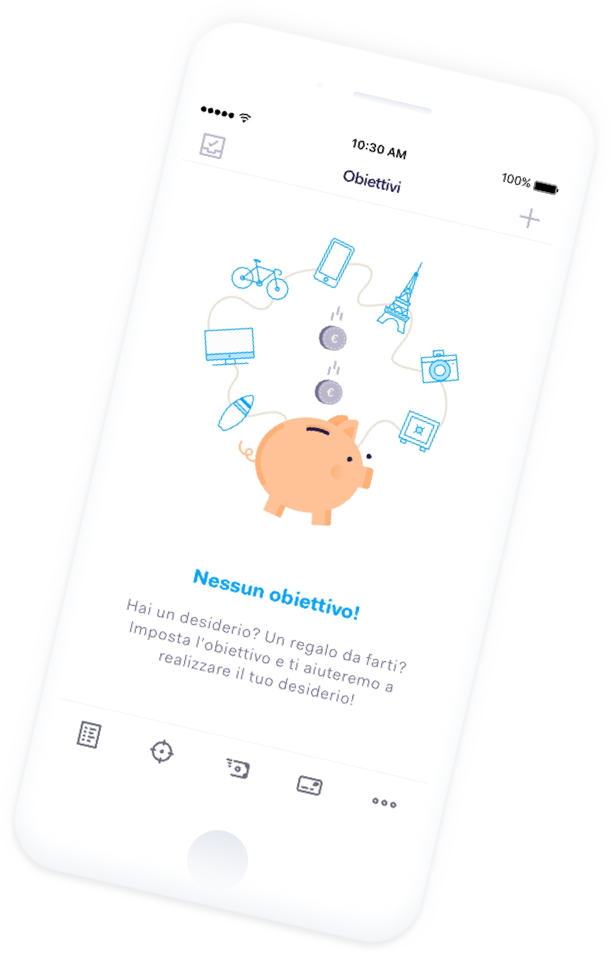 10:30 AM
100%
Obiettivi
€
€
Nessun obiettivo!
Hai un desiderio? Un regalo da farti?
Imposta l'obiettivo e ti aiuteremo a
realizzare il tuo desiderio!